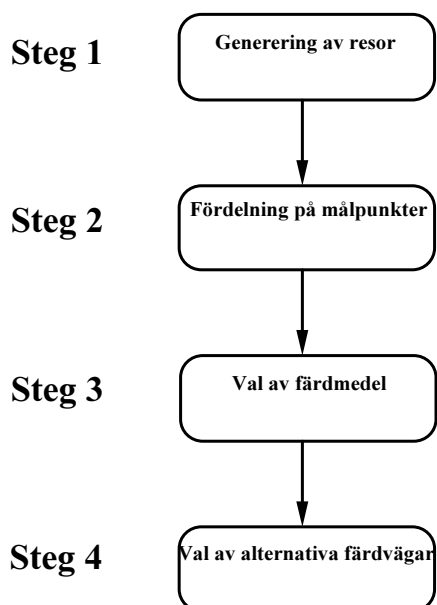 Steg 1
Generering av resor
Steg 2
Fördelning på målpunkter
Steg 3
Val av färdmedel
Steg 4
Val av alternativa färdvägar